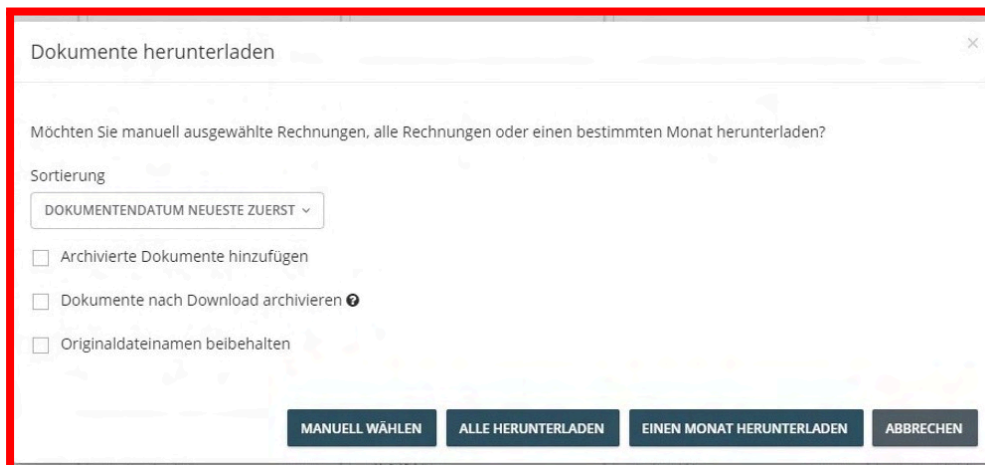 Dokumente herunterladen
Möchten Sie manuell ausgewählte Rechnungen, alle Rechnungen oder einen bestimmten Monat herunterladen?
Sortierung
DOKUMENTENDATUM NEUESTE ZUERST
Archivierte Dokumente hinzufügen
Dokumente nach Download archivieren
Originaldateinamen beibehalten
MANUELL WÄHLEN ALLE HERUNTERLADEN EINEN MONAT HERUNTERLADEN ABBRECHEN